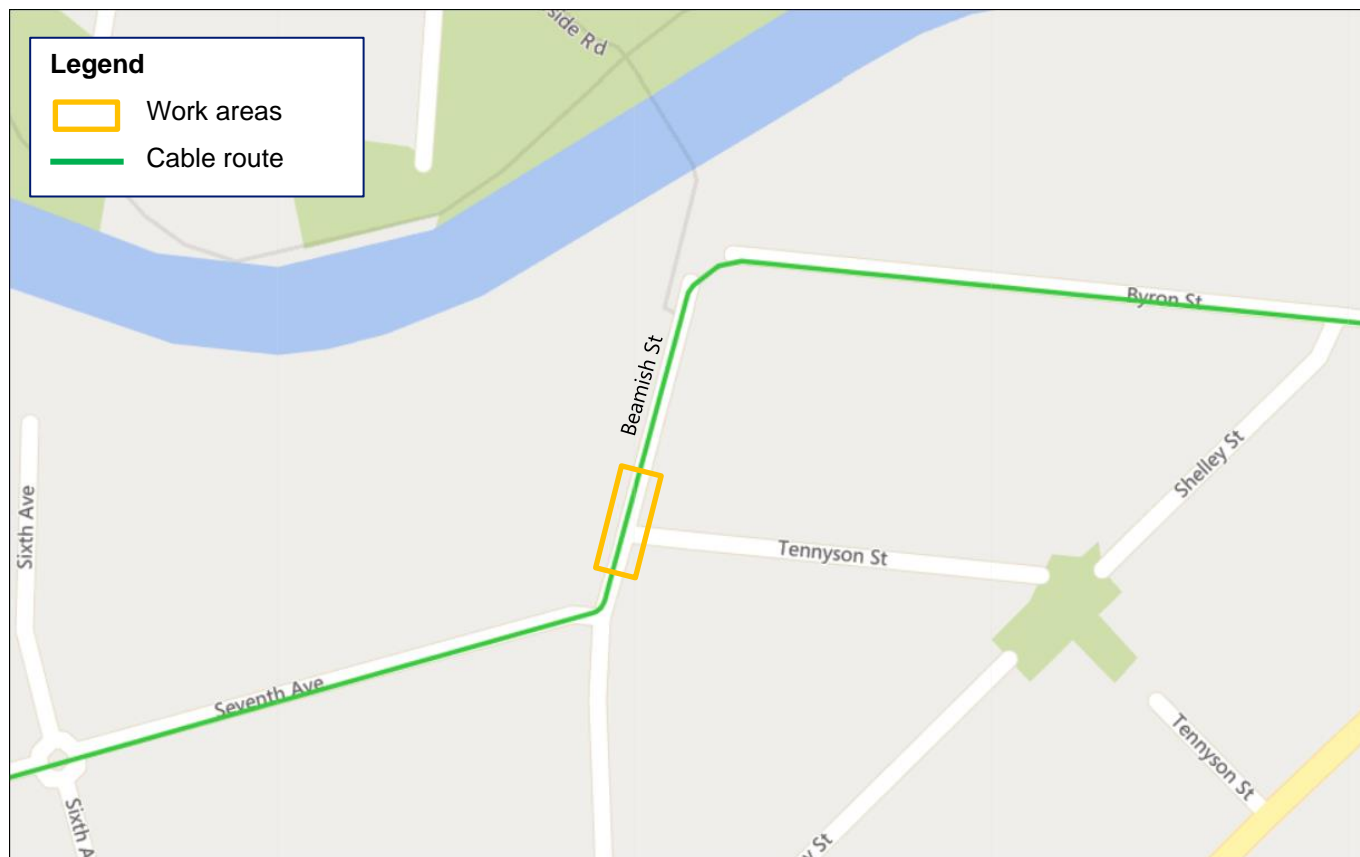 side Rd
Legend
Work areas
Cable route
Byron St
Beamish St
Shelley St
Sixth Ave
Tennyson St
Seventh Ave
Tennyson St
Sixth A
y St